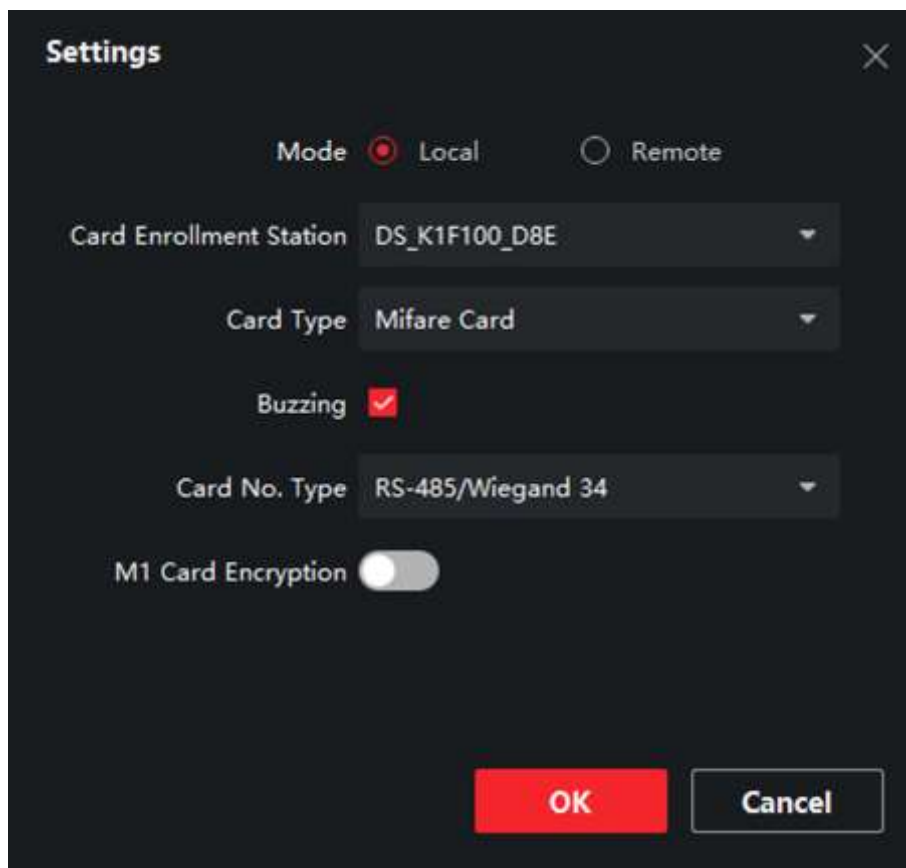 Settings
Mode Local Remote
Card Enrollment Station DS_K1F100_D8E
Card Type Mifare Card
Buzzing
Card No. Type RS-485/Wiegand 34
M1 Card Encryption
OK Cancel